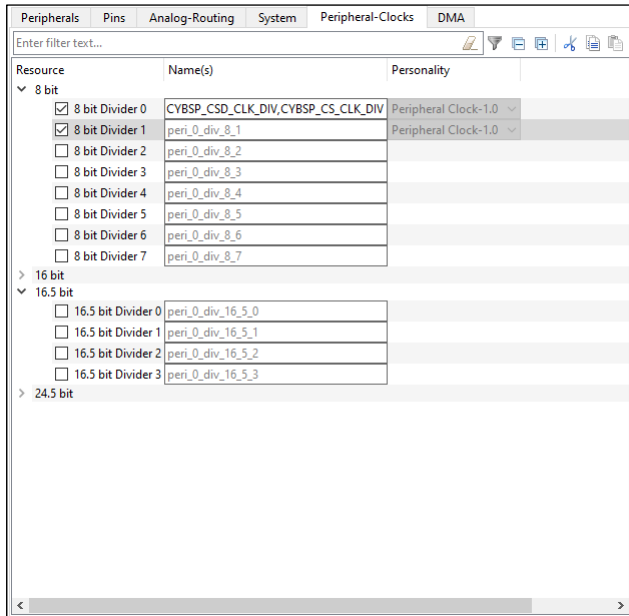 Peripherals Pins Analog-Routing System Peripheral-Clocks DMA
Enter filter text...
Resource Name(s) Personality
8 bit
8 bit Divider 0 CYBSP_CSD_CLK_DIV,CYBSP_CS_CLK_DIV Peripheral Clock-1.0
8 bit Divider 1 peri_0_div_8_1 Peripheral Clock-1.0
8 bit Divider 2 peri_0_div_8_2
8 bit Divider 3 peri_0_div_8_3
8 bit Divider 4 peri_0_div_8_4
8 bit Divider 5 peri_0_div_8_5
8 bit Divider 6 peri_0_div_8_6
8 bit Divider 7 peri_0_div_8_7
16 bit
16.5 bit
16.5 bit Divider 0 peri_0_div_16_5_0
16.5 bit Divider 1 peri_0_div_16_5_1
16.5 bit Divider 2 peri_0_div_16_5_2
16.5 bit Divider 3 peri_0_div_16_5_3
24.5 bit